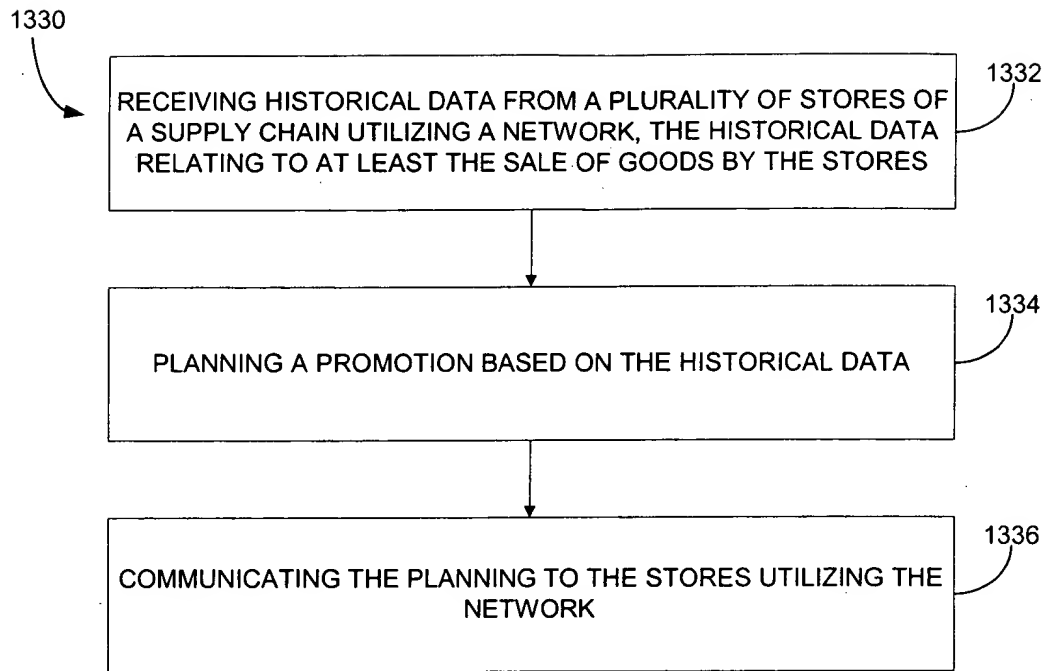 1330
1332
RECEIVING HISTORICAL DATA FROM A PLURALITY OF STORES OF
A SUPPLY CHAIN UTILIZING A NETWORK, THE HISTORICAL DATA
RELATING TO AT LEAST THE SALE OF GOODS BY THE STORES
1334
PLANNING A PROMOTION BASED ON THE HISTORICAL DATA
1336
COMMUNICATING THE PLANNING TO THE STORES UTILIZING THE
NETWORK